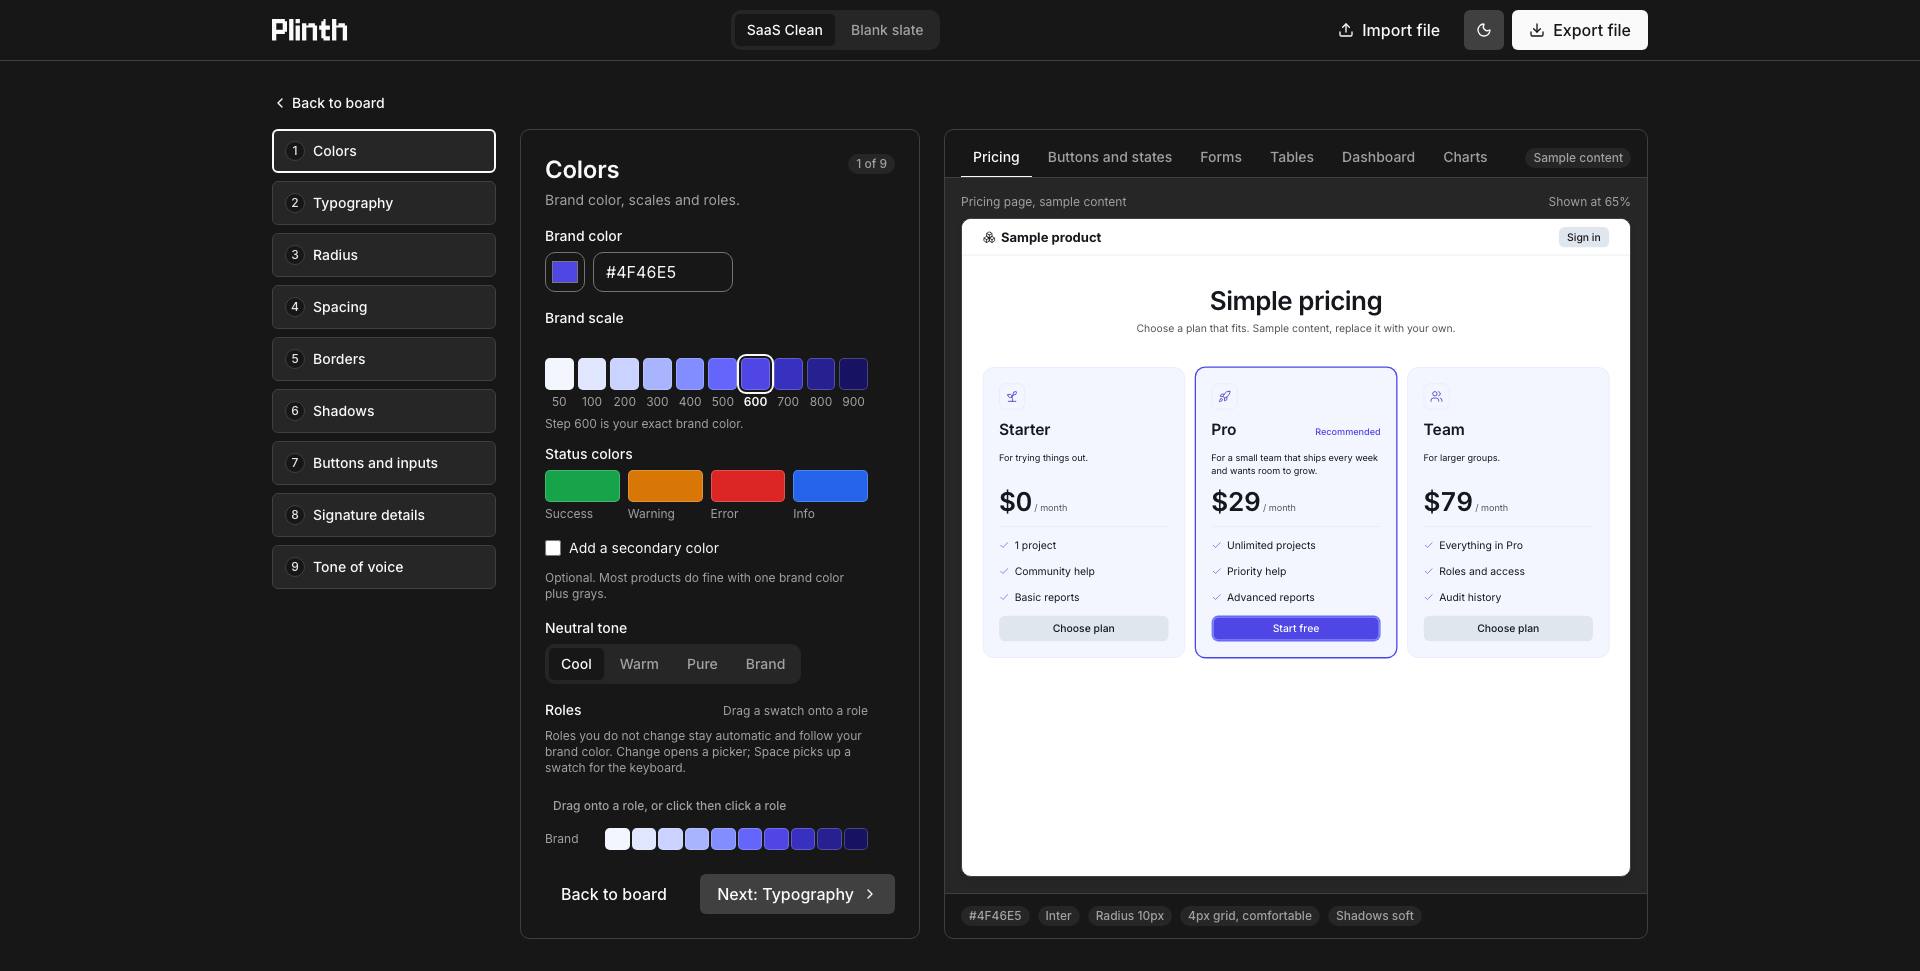 Plinth
SaaS Clean
Blank slate
Import file
Export file
Back to board
1 Colors
2 Typography
3 Radius
4 Spacing
5 Borders
6 Shadows
7 Buttons and inputs
8 Signature details
9 Tone of voice
Colors
1 of 9
Brand color, scales and roles.
Brand color
#4F46E5
Brand scale
50 100 200 300 400 500 600 700 800 900
Step 600 is your exact brand color.
Status colors
Success Warning Error Info
Add a secondary color
Optional. Most products do fine with one brand color
plus grays.
Neutral tone
Cool Warm Pure Brand
Roles
Drag a swatch onto a role
Roles you do not change stay automatic and follow your
brand color. Change opens a picker; Space picks up a
swatch for the keyboard.
Drag onto a role, or click then click a role
Brand
Back to board
Next: Typography
Pricing Buttons and states Forms Tables Dashboard Charts
Sample content
Pricing page, sample content
Shown at 65%
Sample product
Sign in
Simple pricing
Choose a plan that fits. Sample content, replace it with your own.
Starter
For trying things out.
$0 / month
1 project
Community help
Basic reports
Choose plan
Pro
Recommended
For a small team that ships every week
and wants room to grow.
$29 / month
Unlimited projects
Priority help
Advanced reports
Start free
Team
For larger groups.
$79 / month
Everything in Pro
Roles and access
Audit history
Choose plan
#4F46E5
Inter
Radius 10px
4px grid, comfortable
Shadows soft